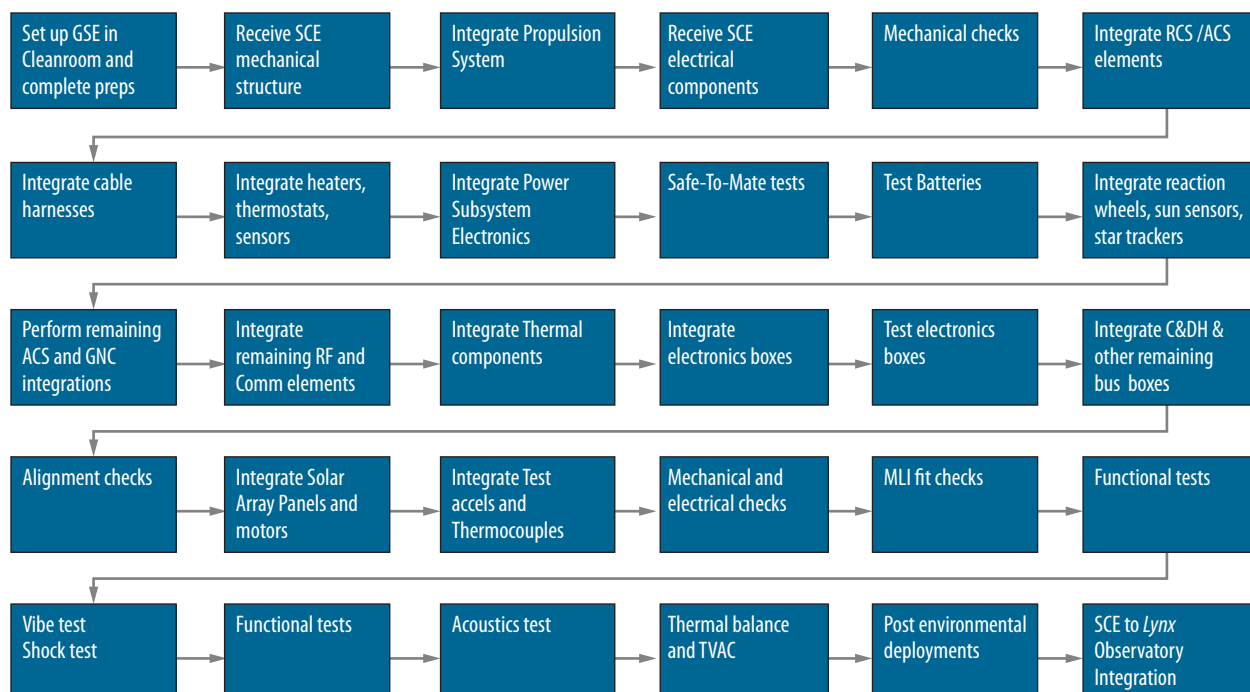 Set up GSE in
Cleanroom and
complete preps
Receive SCE
mechanical
structure
Integrate Propulsion
System
Receive SCE
electrical
components
Mechanical checks
Integrate RCS /ACS
elements
Integrate cable
harnesses
Integrate heaters,
thermostats,
sensors
Integrate Power
Subsystem
Electronics
Safe-To-Mate tests
Test Batteries
Integrate reaction
wheels, sun sensors,
star trackers
Perform remaining
ACS and GNC
integrations
Integrate
remaining RF and
Comm elements
Integrate Thermal
components
Integrate
electronics boxes
Test electronics
boxes
Integrate C&DH &
other remaining
bus boxes
Alignment checks
Integrate Solar
Array Panels and
motors
Integrate Test
accels and
Thermocouples
Mechanical and
electrical checks
MLI fit checks
Functional tests
Vibe test
Shock test
Functional tests
Acoustics test
Thermal balance
and TVAC
Post environmental
deployments
SCE to Lynx
Observatory
Integration